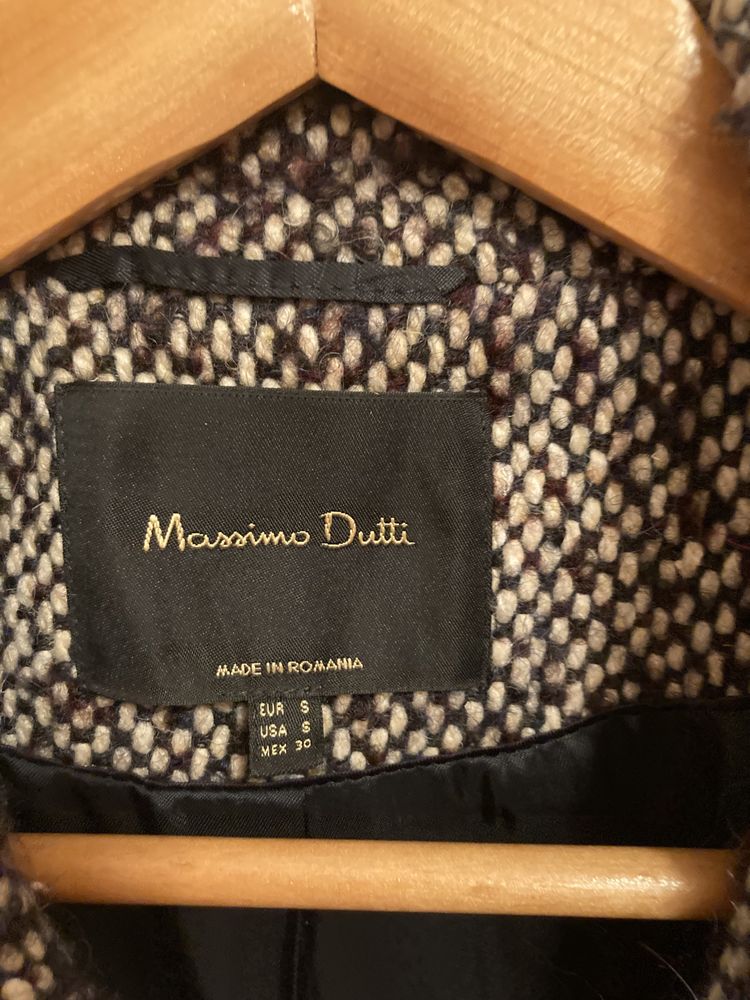 Massimo Dutti
MADE IN ROMANIA
EUR S
USA S
MEX 30